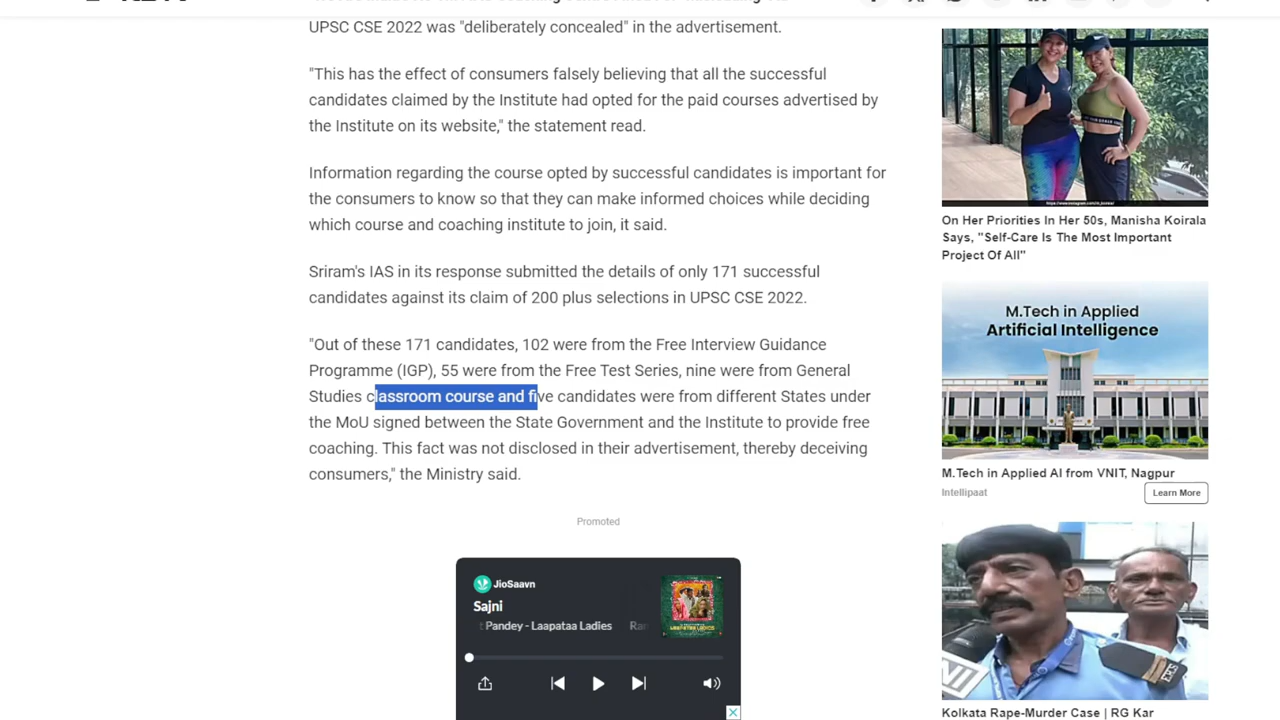 UPSC CSE 2022 was "deliberately concealed" in the advertisement.
"This has the effect of consumers falsely believing that all the successful
candidates claimed by the Institute had opted for the paid courses advertised by
the Institute on its website," the statement read.
Information regarding the course opted by successful candidates is important for
the consumers to know so that they can make informed choices while deciding
which course and coaching institute to join, it said.
Sriram's IAS in its response submitted the details of only 171 successful
candidates against its claim of 200 plus selections in UPSC CSE 2022.
"Out of these 171 candidates, 102 were from the Free Interview Guidance
Programme (IGP), 55 were from the Free Test Series, nine were from General
Studies classroom course and five candidates were from different States under
the MoU signed between the State Government and the Institute to provide free
coaching. This fact was not disclosed in their advertisement, thereby deceiving
consumers," the Ministry said.
Promoted
JioSaavn
Sajni
Pandey - Laapataa Ladies
On Her Priorities In Her 50s, Manisha Koirala
Says, "Self-Care Is The Most Important
Project Of All"
M.Tech in Applied
Artificial Intelligence
M.Tech in Applied AI from VNIT, Nagpur
Intellipaat
Learn More
Kolkata Rape-Murder Case | RG Kar